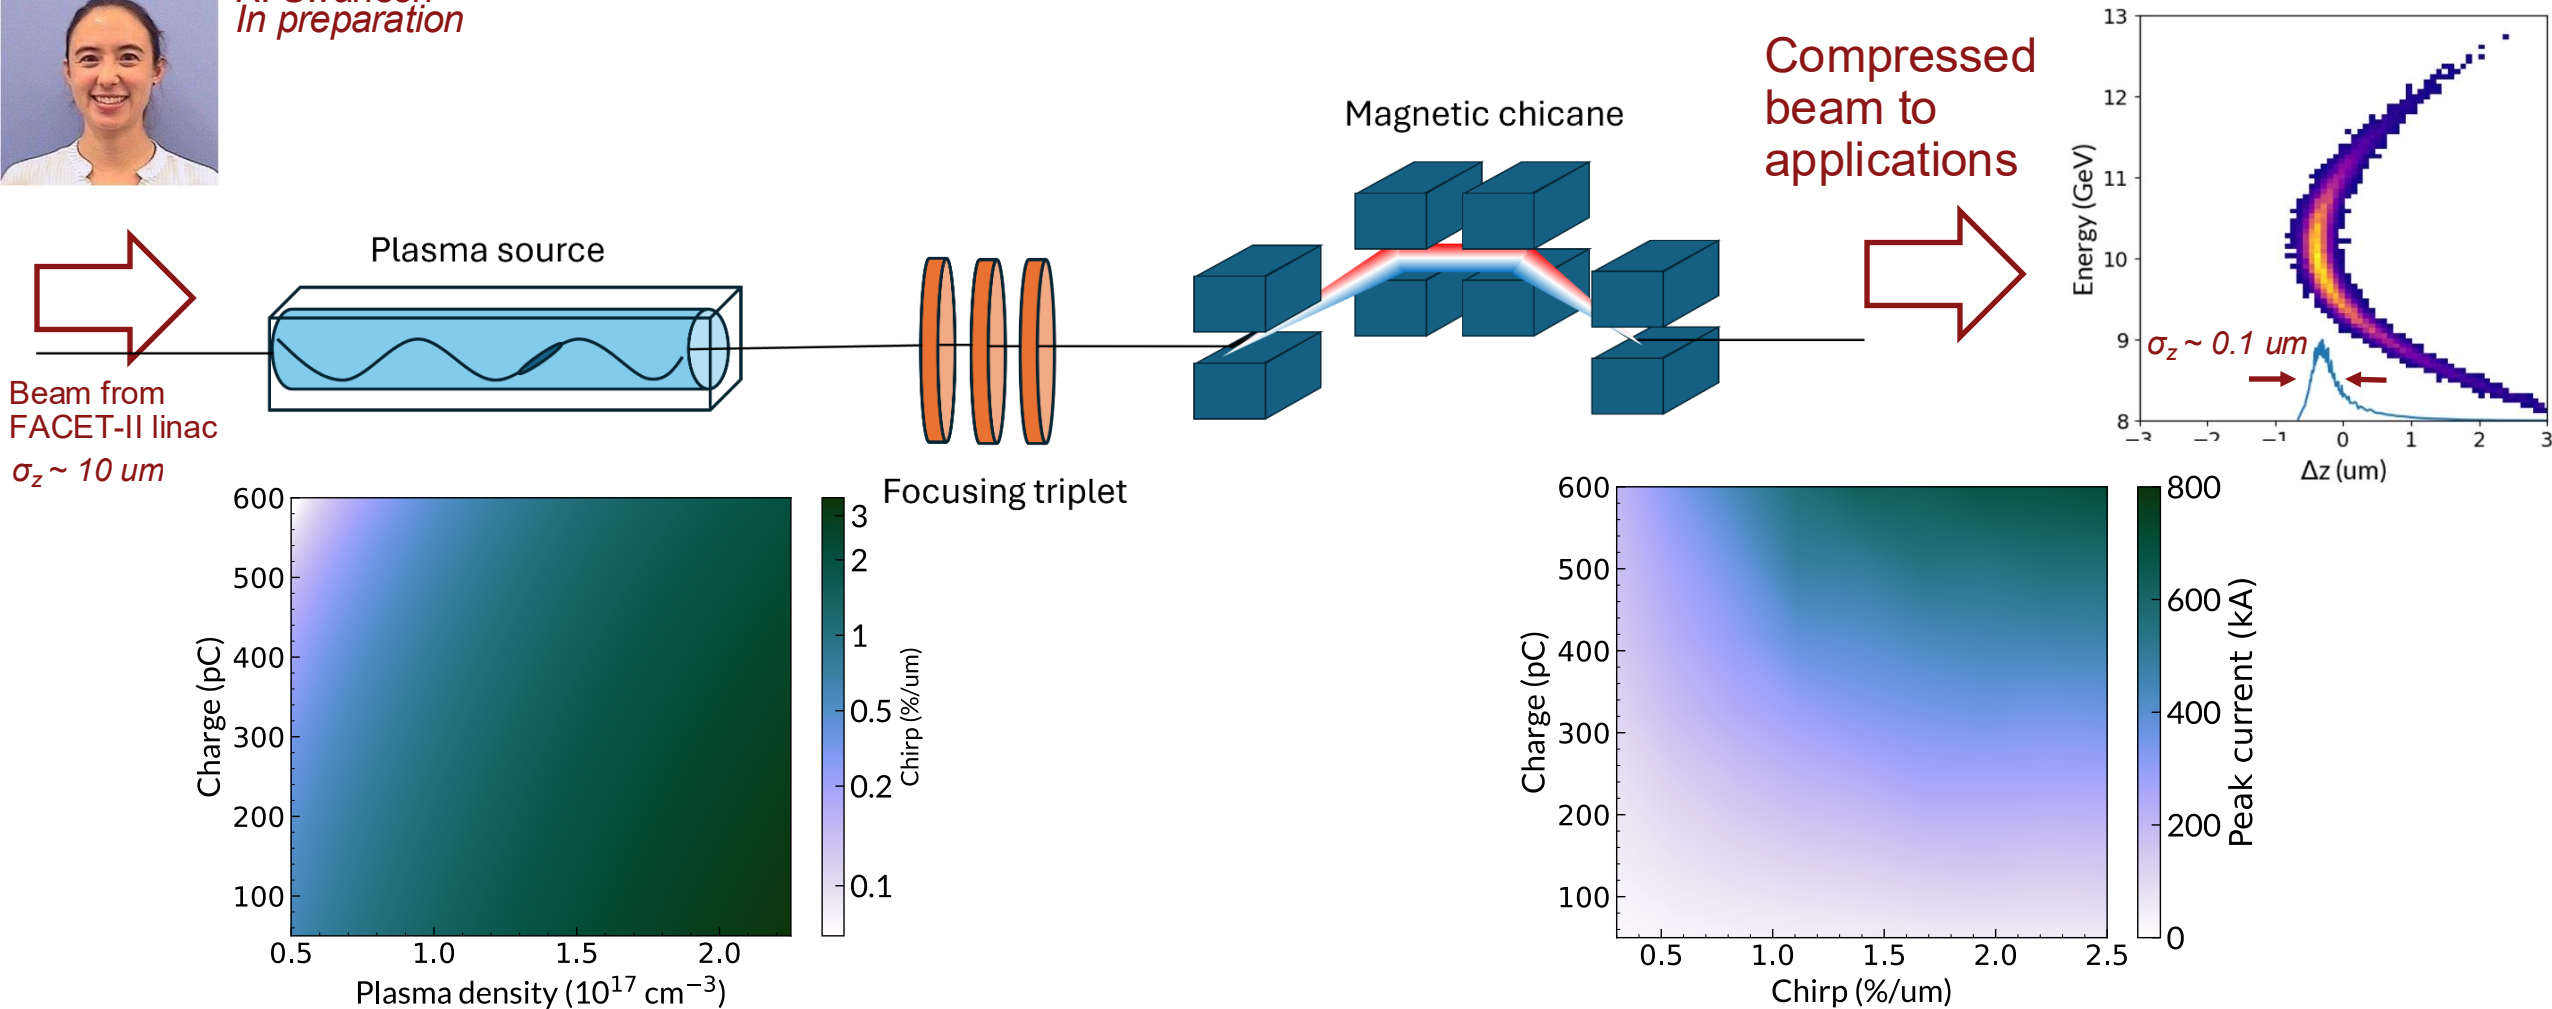 In preparation
Compressed
beam to
applications
Magnetic chicane
Plasma source
Beam from
FACET-II linac
σz ~ 10 um
Focusing triplet
13
12
11
10
9
8
Energy (GeV)
σz ~ 0.1 um
−3
−2
−1
0
1
2
3
Δz (um)
600
500
400
300
200
100
Charge (pC)
0.5
1.0
1.5
2.0
Plasma density (10¹⁷ cm⁻³)
3
2
1
0.5
0.2
0.1
Chirp (%/um)
600
500
400
300
200
100
Charge (pC)
0.5
1.0
1.5
2.0
2.5
Chirp (%/um)
800
600
400
200
0
Peak current (kA)